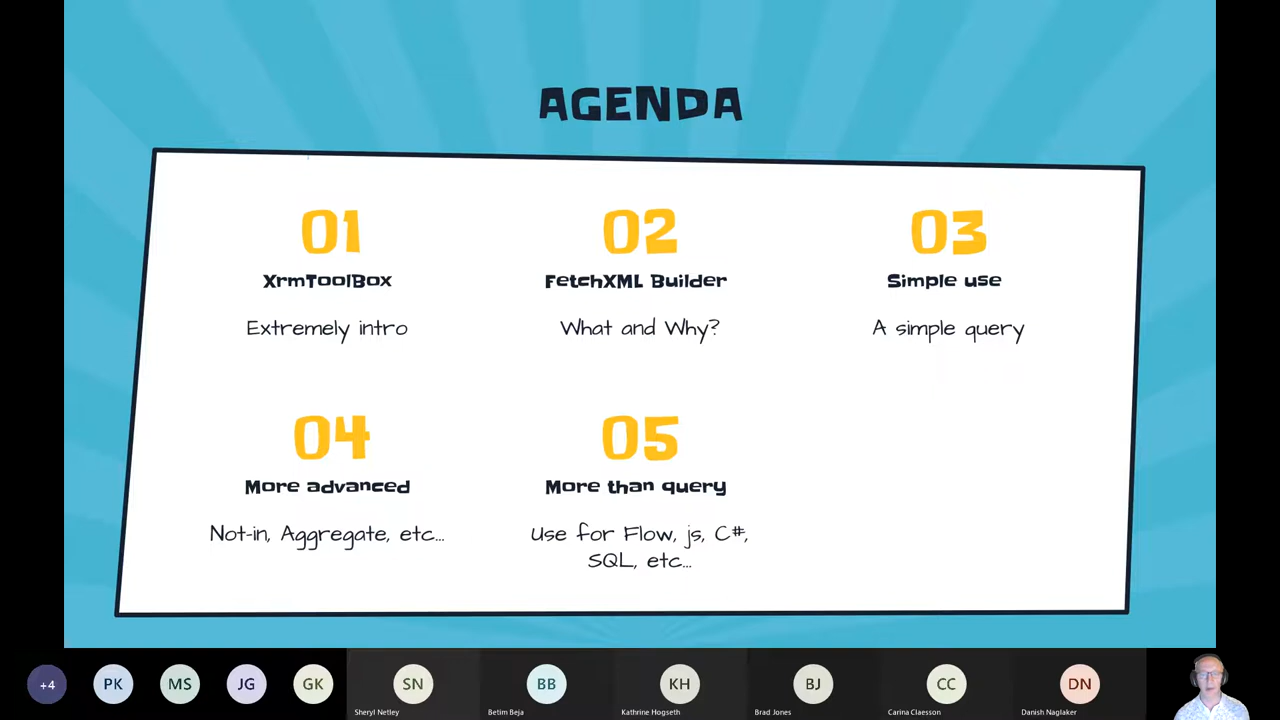 AGENDA
01
XrmToolBox
Extremely intro
02
FetchXML Builder
What and Why?
03
Simple use
A simple query
04
More advanced
Not-in, Aggregate, etc...
05
More than query
Use for Flow, js, C#,
SQL, etc...
+4
PK
MS
JG
GK
SN
Sheryl Netley
BB
Betim Beja
KH
Kathrine Hogseth
BJ
Brad Jones
CC
Carina Claesson
DN
Danish Naglaker